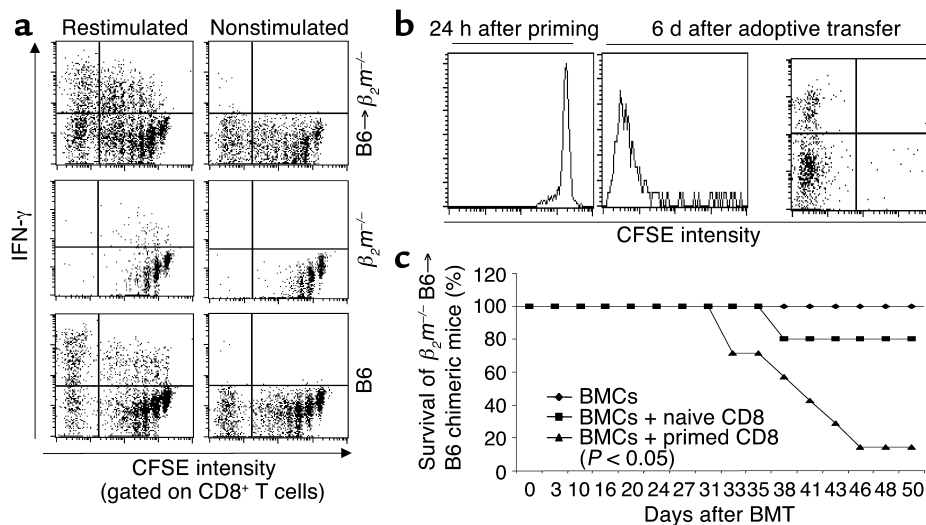 a
Restimulated Nonstimulated
IFN-γ
B6→β₂m⁻/⁻
β₂m⁻/⁻
B6
CFSE intensity
(gated on CD8⁺ T cells)
b
24 h after priming 6 d after adoptive transfer
CFSE intensity
c
Survival of β₂m⁻/⁻ B6→
B6 chimeric mice (%)
120
100
80
60
40
20
0
BMCs
BMCs + naive CD8
BMCs + primed CD8
(P < 0.05)
0 3 10 16 20 24 27 31 33 35 38 41 43 46 48 50
Days after BMT